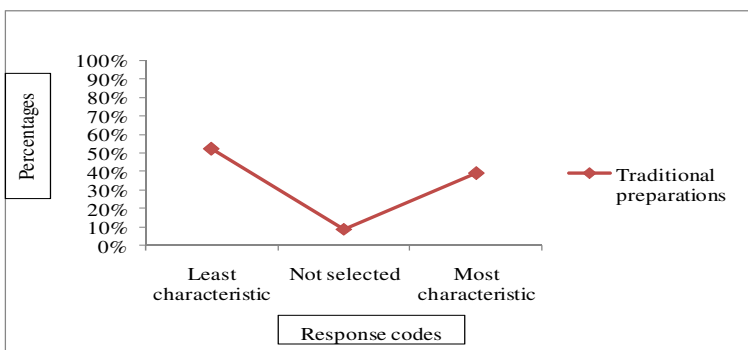 100%
90%
80%
70%
60%
50%
40%
30%
20%
10%
0%
Percentages
Least
characteristic
Not selected
Most
characteristic
Response codes
Traditional
preparations